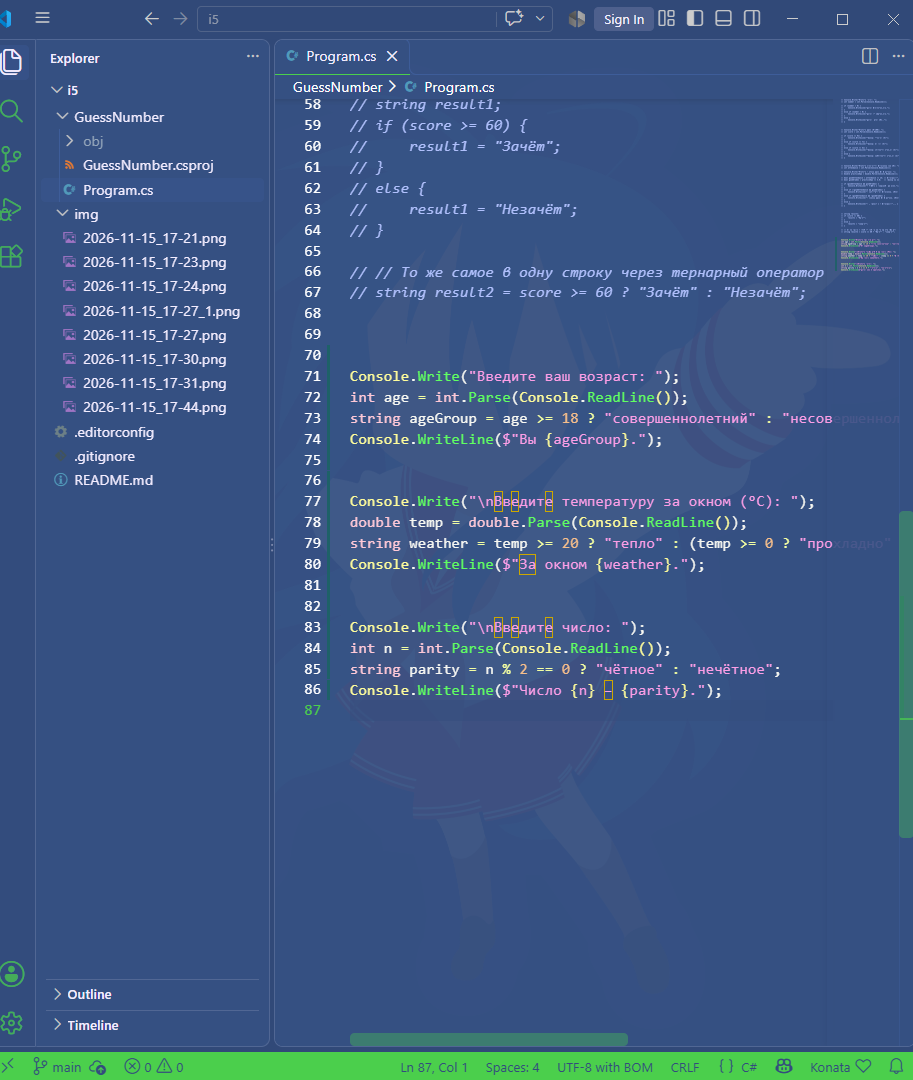 i5
Sign In
Explorer
i5
GuessNumber
obj
GuessNumber.csproj
Program.cs
img
2026-11-15_17-21.png
2026-11-15_17-23.png
2026-11-15_17-24.png
2026-11-15_17-27_1.png
2026-11-15_17-27.png
2026-11-15_17-30.png
2026-11-15_17-31.png
2026-11-15_17-44.png
.editorconfig
.gitignore
README.md
Outline
Timeline
Program.cs
GuessNumber > Program.cs
58 // string result1;
59 // if (score >= 60) {
60 //     result1 = "Зачёт";
61 // }
62 // else {
63 //     result1 = "Незачёт";
64 // }
65
66 // // То же самое в одну строку через тернарный оператор
67 // string result2 = score >= 60 ? "Зачёт" : "Незачёт";
68
69
70
71 Console.Write("Введите ваш возраст: ");
72 int age = int.Parse(Console.ReadLine());
73 string ageGroup = age >= 18 ? "совершеннолетний" : "несовершеннол
74 Console.WriteLine($"Вы {ageGroup}.");
75
76
77 Console.Write("\nВведите температуру за окном (°C): ");
78 double temp = double.Parse(Console.ReadLine());
79 string weather = temp >= 20 ? "тепло" : (temp >= 0 ? "прохладно"
80 Console.WriteLine($"За окном {weather}.");
81
82
83 Console.Write("\nВведите число: ");
84 int n = int.Parse(Console.ReadLine());
85 string parity = n % 2 == 0 ? "чётное" : "нечётное";
86 Console.WriteLine($"Число {n} – {parity}.");
87
main
0
0
Ln 87, Col 1
Spaces: 4
UTF-8 with BOM
CRLF
{ } C#
Konata